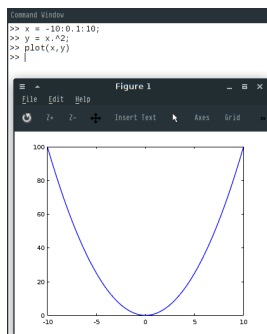 Command Window
>> x = -10:0.1:10;
>> y = x.^2;
>> plot(x,y)
>>
Figure 1
File Edit Help
Z+ Z- Insert Text Axes Grid
100
80
60
40
20
0
-10 -5 0 5 10